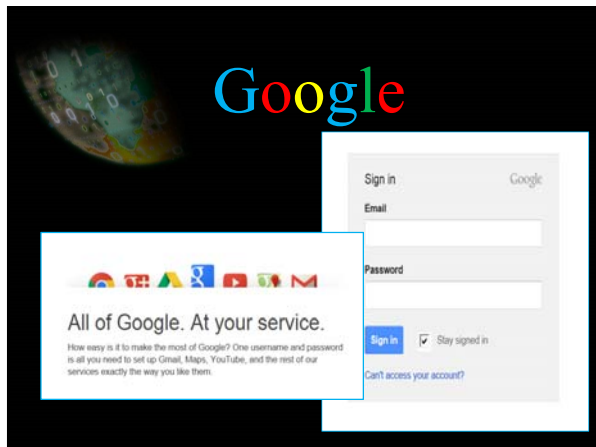 Google
Sign in Google
Email
Password
Sign in Stay signed in
Can't access your account?
All of Google. At your service.
How easy is it to make the most of Google? One username and password
is all you need to set up Gmail, Maps, YouTube, and the rest of our
services exactly the way you like them.